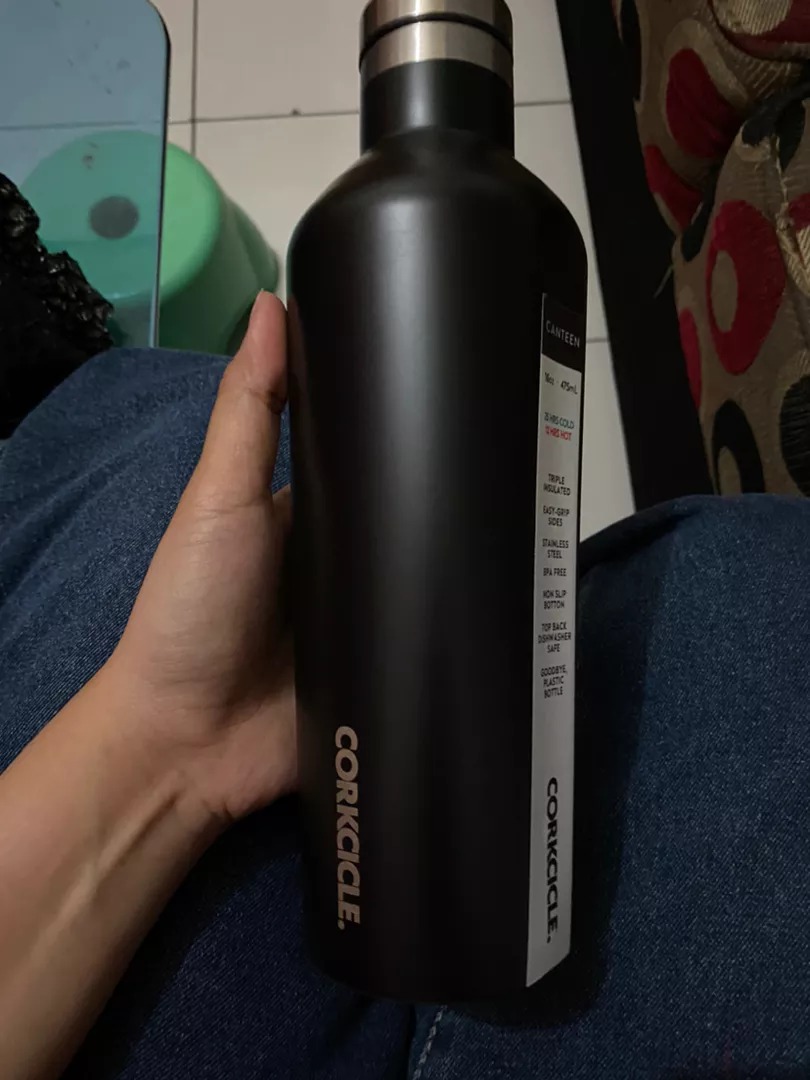 CANTEEN
16oz · 475mL
25 HRS COLD
12 HRS HOT
TRIPLE
INSULATED
EASY-GRIP
SIDES
STAINLESS
STEEL
BPA FREE
NON SLIP
BOTTOM
TOP RACK
DISHWASHER
SAFE
GOODBYE,
PLASTIC
BOTTLE
CORKCICLE.
CORKCICLE.